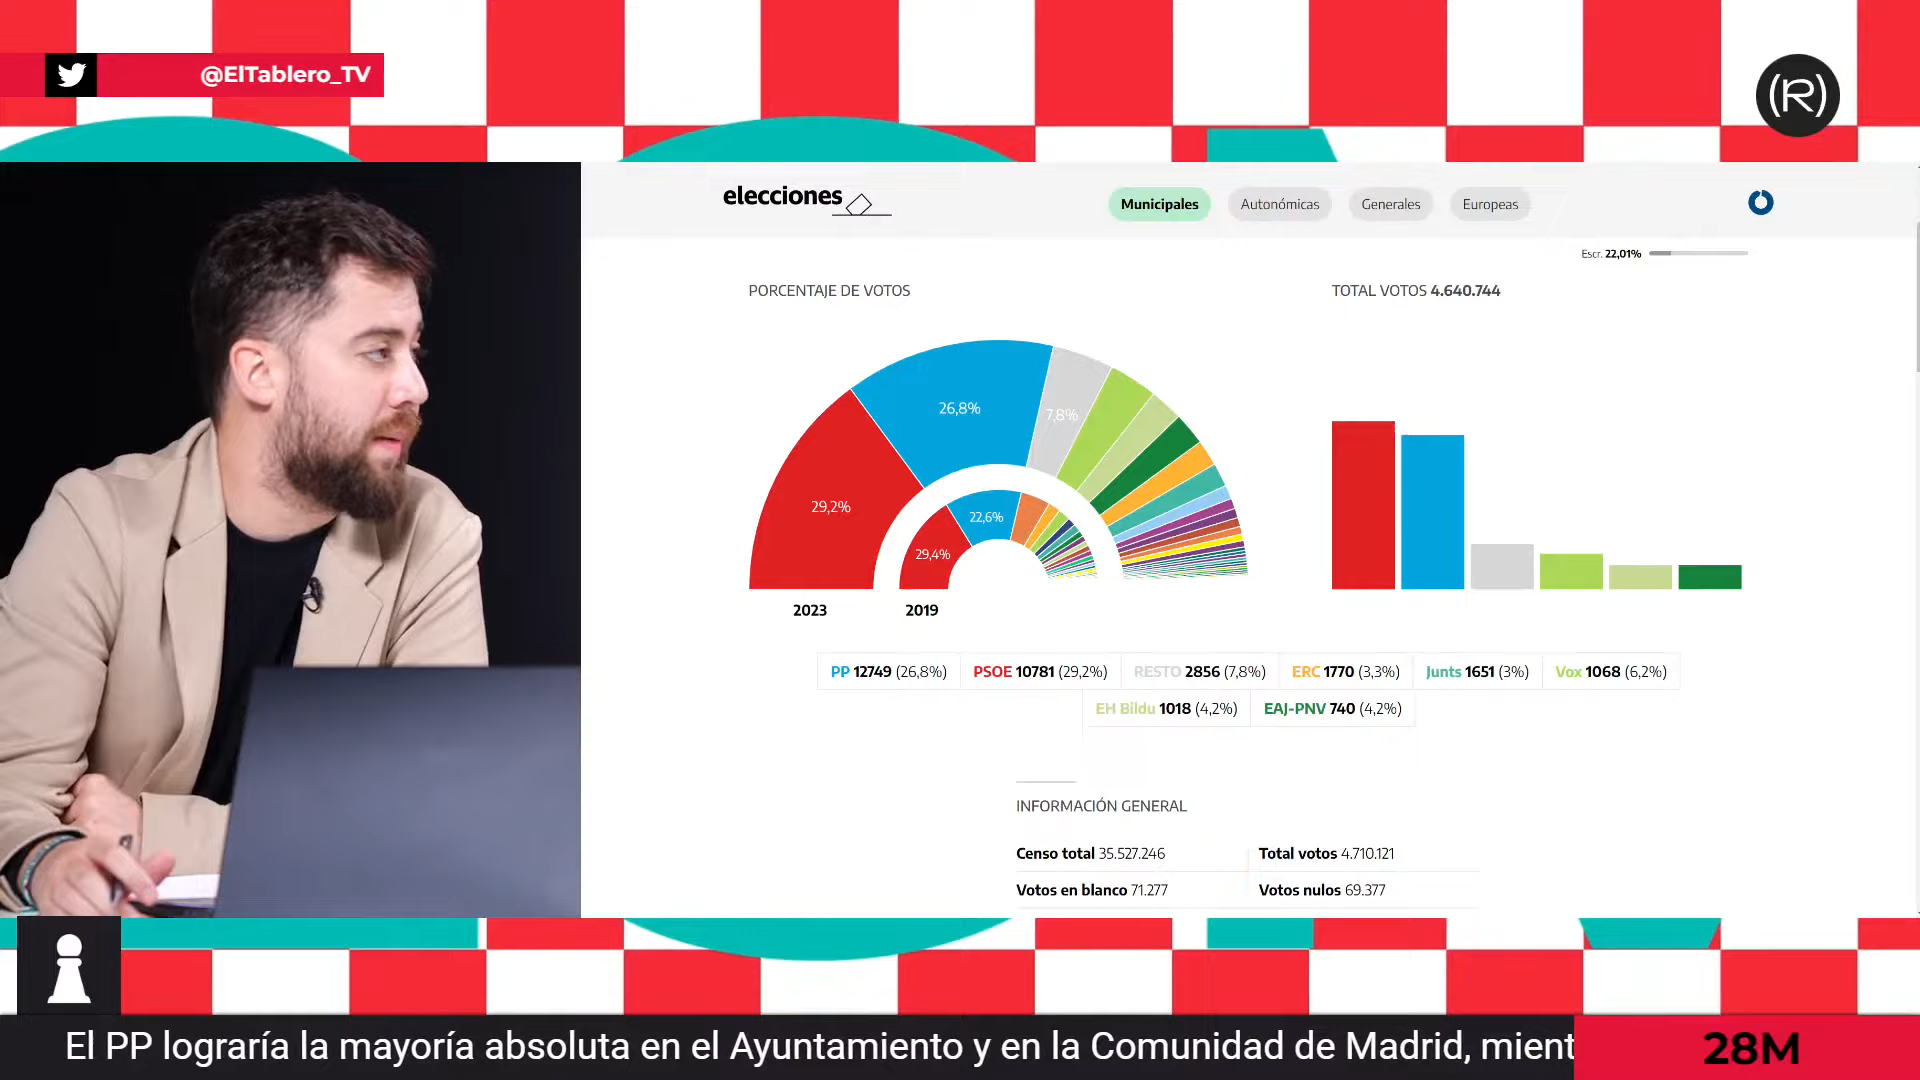 @ElTablero_TV
(R)
elecciones
Municipales
Autonómicas
Generales
Europeas
Escr. 22,01%
PORCENTAJE DE VOTOS
TOTAL VOTOS 4.640.744
26,8%
7,8%
29,2%
22,6%
29,4%
2023
2019
PP 12749 (26,8%)
PSOE 10781 (29,2%)
RESTO 2856 (7,8%)
ERC 1770 (3,3%)
Junts 1651 (3%)
Vox 1068 (6,2%)
EH Bildu 1018 (4,2%)
EAJ-PNV 740 (4,2%)
INFORMACIÓN GENERAL
Censo total 35.527.246
Total votos 4.710.121
Votos en blanco 71.277
Votos nulos 69.377
El PP lograría la mayoría absoluta en el Ayuntamiento y en la Comunidad de Madrid, mient
28M